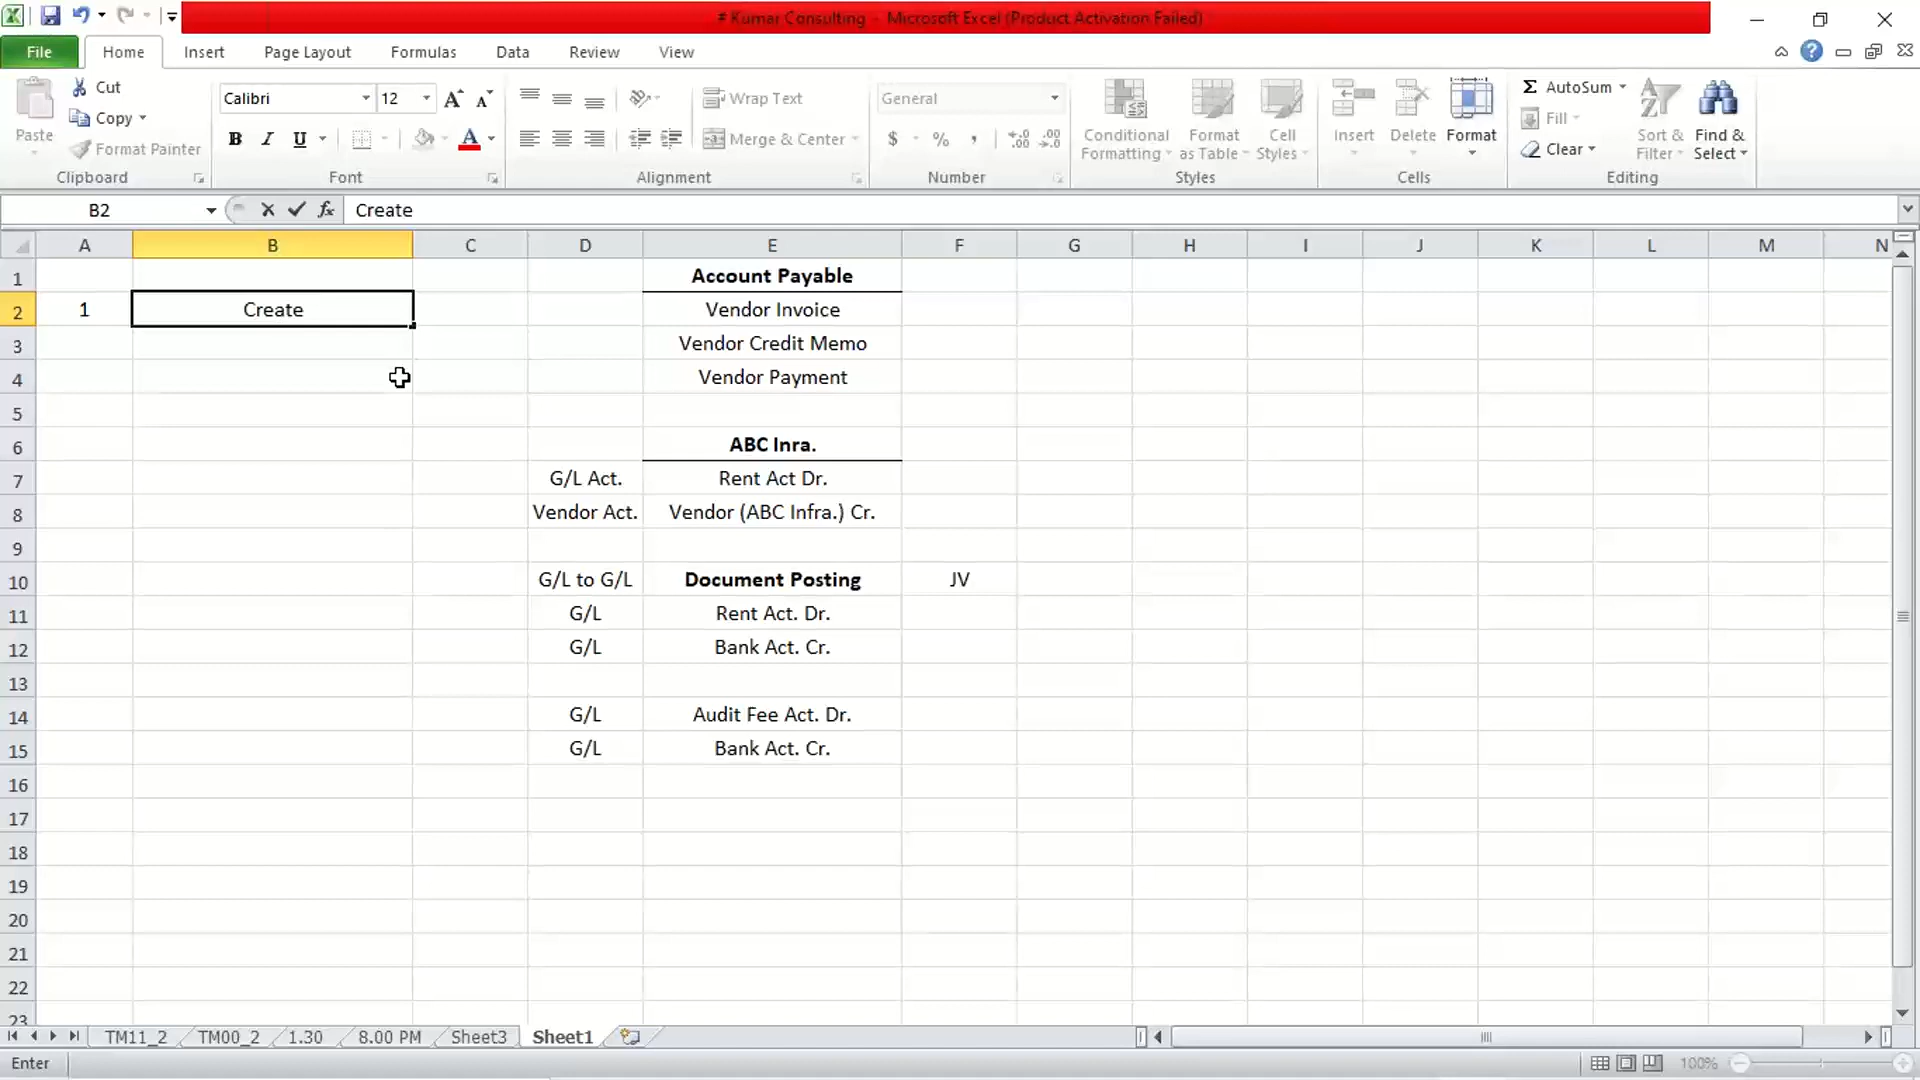 # Kumar Consulting - Microsoft Excel (Product Activation Failed)
File Home Insert Page Layout Formulas Data Review View
Paste Cut Copy Format Painter Clipboard
Calibri 12 A A B I U A Font
Wrap Text Merge & Center Alignment
General $ % , .0 .00 .00 .0 Number
Conditional Formatting Format as Table Cell Styles Styles
Insert Delete Format Cells
Σ AutoSum Fill Clear Sort & Filter Find & Select Editing
B2 fx Create
A B C D E F G H I J K L M N
1 Account Payable
2 1 Create Vendor Invoice
3 Vendor Credit Memo
4 Vendor Payment
5
6 ABC Inra.
7 G/L Act. Rent Act Dr.
8 Vendor Act. Vendor (ABC Infra.) Cr.
9
10 G/L to G/L Document Posting JV
11 G/L Rent Act. Dr.
12 G/L Bank Act. Cr.
13
14 G/L Audit Fee Act. Dr.
15 G/L Bank Act. Cr.
16
17
18
19
20
21
22
23
TM11_2 TM00_2 1.30 8.00 PM Sheet3 Sheet1
Enter 100%